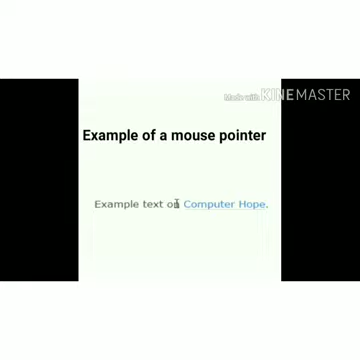 Made with KINEMASTER
Example of a mouse pointer
Example text on Computer Hope.